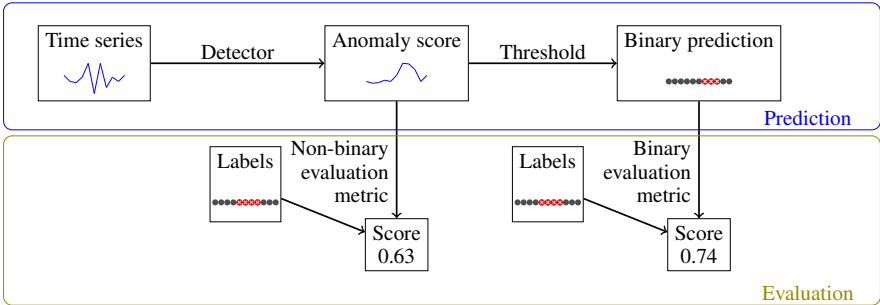 Time series
Detector
Anomaly score
Threshold
Binary prediction
Prediction
Labels
Non-binary
evaluation
metric
Score
0.63
Labels
Binary
evaluation
metric
Score
0.74
Evaluation